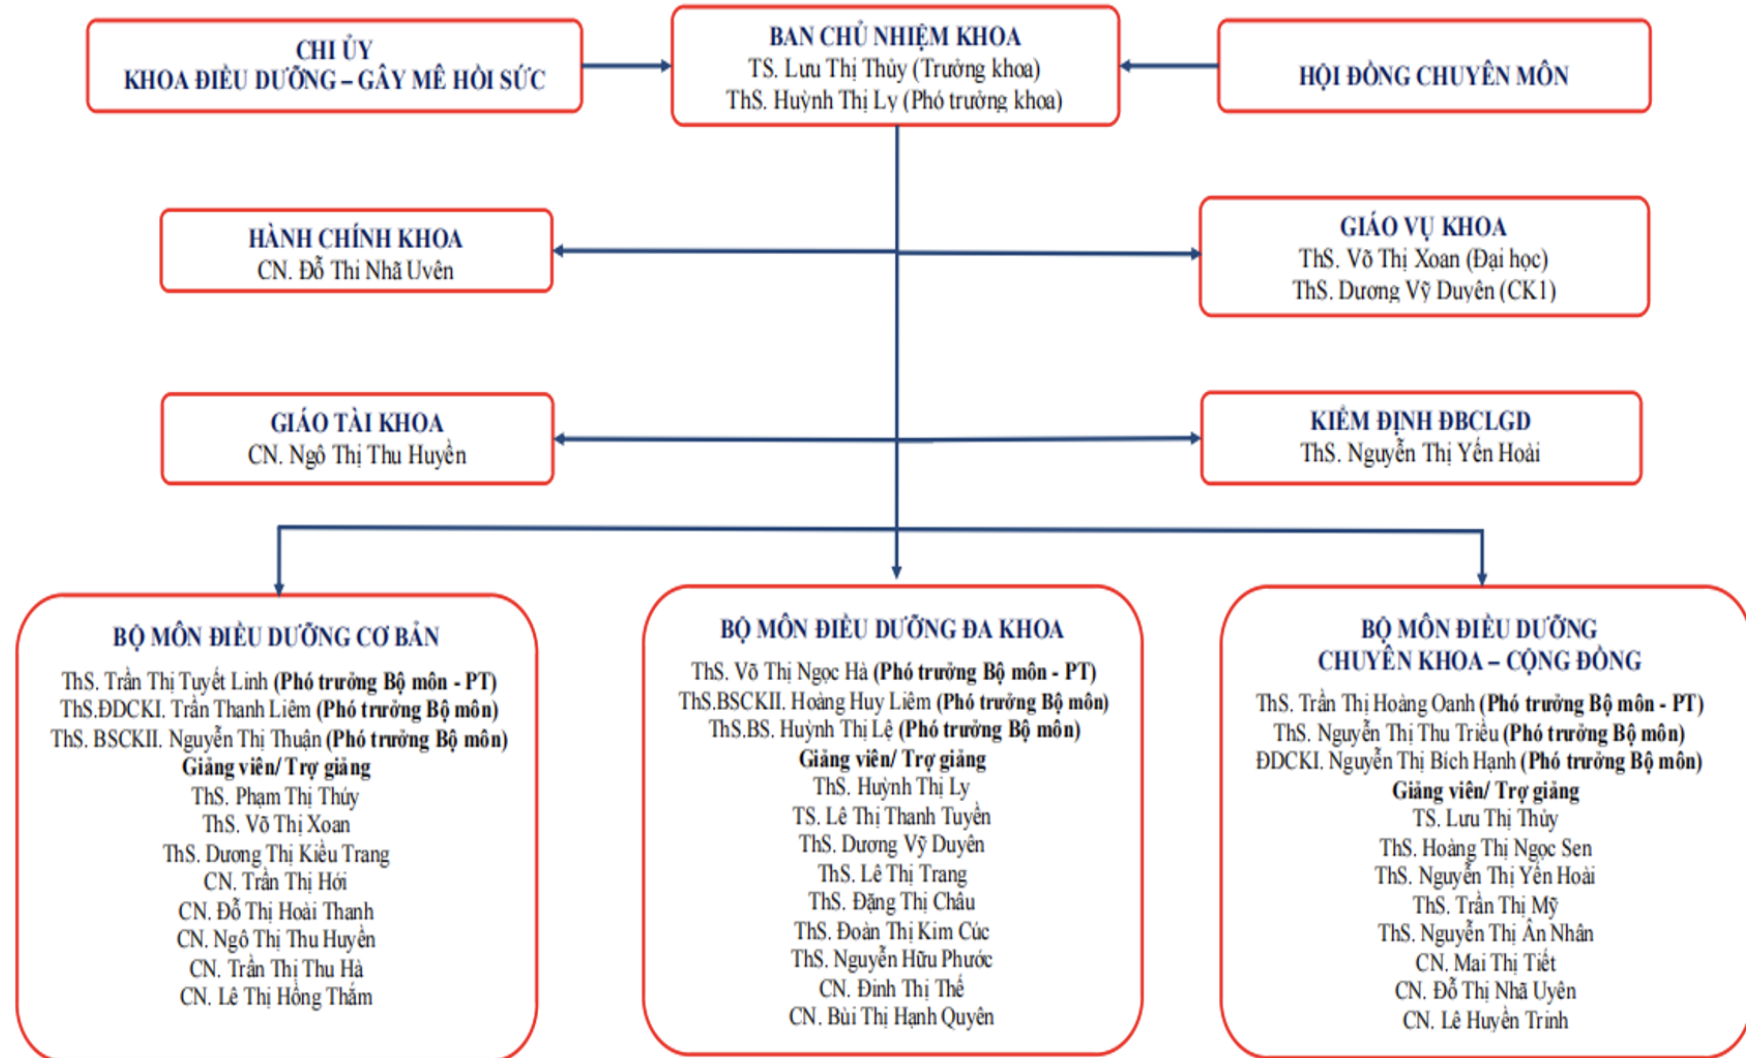 CHI ỦY
KHOA ĐIỀU DƯỠNG – GÂY MÊ HỒI SỨC
BAN CHỦ NHIỆM KHOA
TS. Lưu Thị Thủy (Trưởng khoa)
ThS. Huỳnh Thị Ly (Phó trưởng khoa)
HỘI ĐỒNG CHUYÊN MÔN
HÀNH CHÍNH KHOA
CN. Đỗ Thi Nhã Uyên
GIÁO VỤ KHOA
ThS. Võ Thị Xoan (Đại học)
ThS. Dương Vỹ Duyên (CK1)
GIÁO TÀI KHOA
CN. Ngô Thị Thu Huyền
KIỂM ĐỊNH ĐBCLGD
ThS. Nguyễn Thị Yến Hoài
BỘ MÔN ĐIỀU DƯỠNG CƠ BẢN
ThS. Trần Thị Tuyết Linh (Phó trưởng Bộ môn - PT)
ThS.ĐDCKI. Trần Thanh Liêm (Phó trưởng Bộ môn)
ThS. BSCKII. Nguyễn Thị Thuận (Phó trưởng Bộ môn)
Giảng viên/ Trợ giảng
ThS. Phạm Thị Thúy
ThS. Võ Thị Xoan
ThS. Dương Thị Kiều Trang
CN. Trần Thị Hới
CN. Đỗ Thị Hoài Thanh
CN. Ngô Thị Thu Huyền
CN. Trần Thị Thu Hà
CN. Lê Thị Hồng Thắm
BỘ MÔN ĐIỀU DƯỠNG ĐA KHOA
ThS. Võ Thị Ngọc Hà (Phó trưởng Bộ môn - PT)
ThS.BSCKII. Hoàng Huy Liêm (Phó trưởng Bộ môn)
ThS.BS. Huỳnh Thị Lệ (Phó trưởng Bộ môn)
Giảng viên/ Trợ giảng
ThS. Huỳnh Thị Ly
TS. Lê Thị Thanh Tuyền
ThS. Dương Vỹ Duyên
ThS. Lê Thị Trang
ThS. Đặng Thị Châu
ThS. Đoàn Thị Kim Cúc
ThS. Nguyễn Hữu Phước
CN. Đinh Thị Thế
CN. Bùi Thị Hạnh Quyên
BỘ MÔN ĐIỀU DƯỠNG
CHUYÊN KHOA – CỘNG ĐỒNG
ThS. Trần Thị Hoàng Oanh (Phó trưởng Bộ môn - PT)
ThS. Nguyễn Thị Thu Triều (Phó trưởng Bộ môn)
ĐDCKI. Nguyễn Thị Bích Hạnh (Phó trưởng Bộ môn)
Giảng viên/ Trợ giảng
TS. Lưu Thị Thủy
ThS. Hoàng Thị Ngọc Sen
ThS. Nguyễn Thị Yến Hoài
ThS. Trần Thị Mỹ
ThS. Nguyễn Thị Ân Nhân
CN. Mai Thị Tiết
CN. Đỗ Thị Nhã Uyên
CN. Lê Huyền Trinh